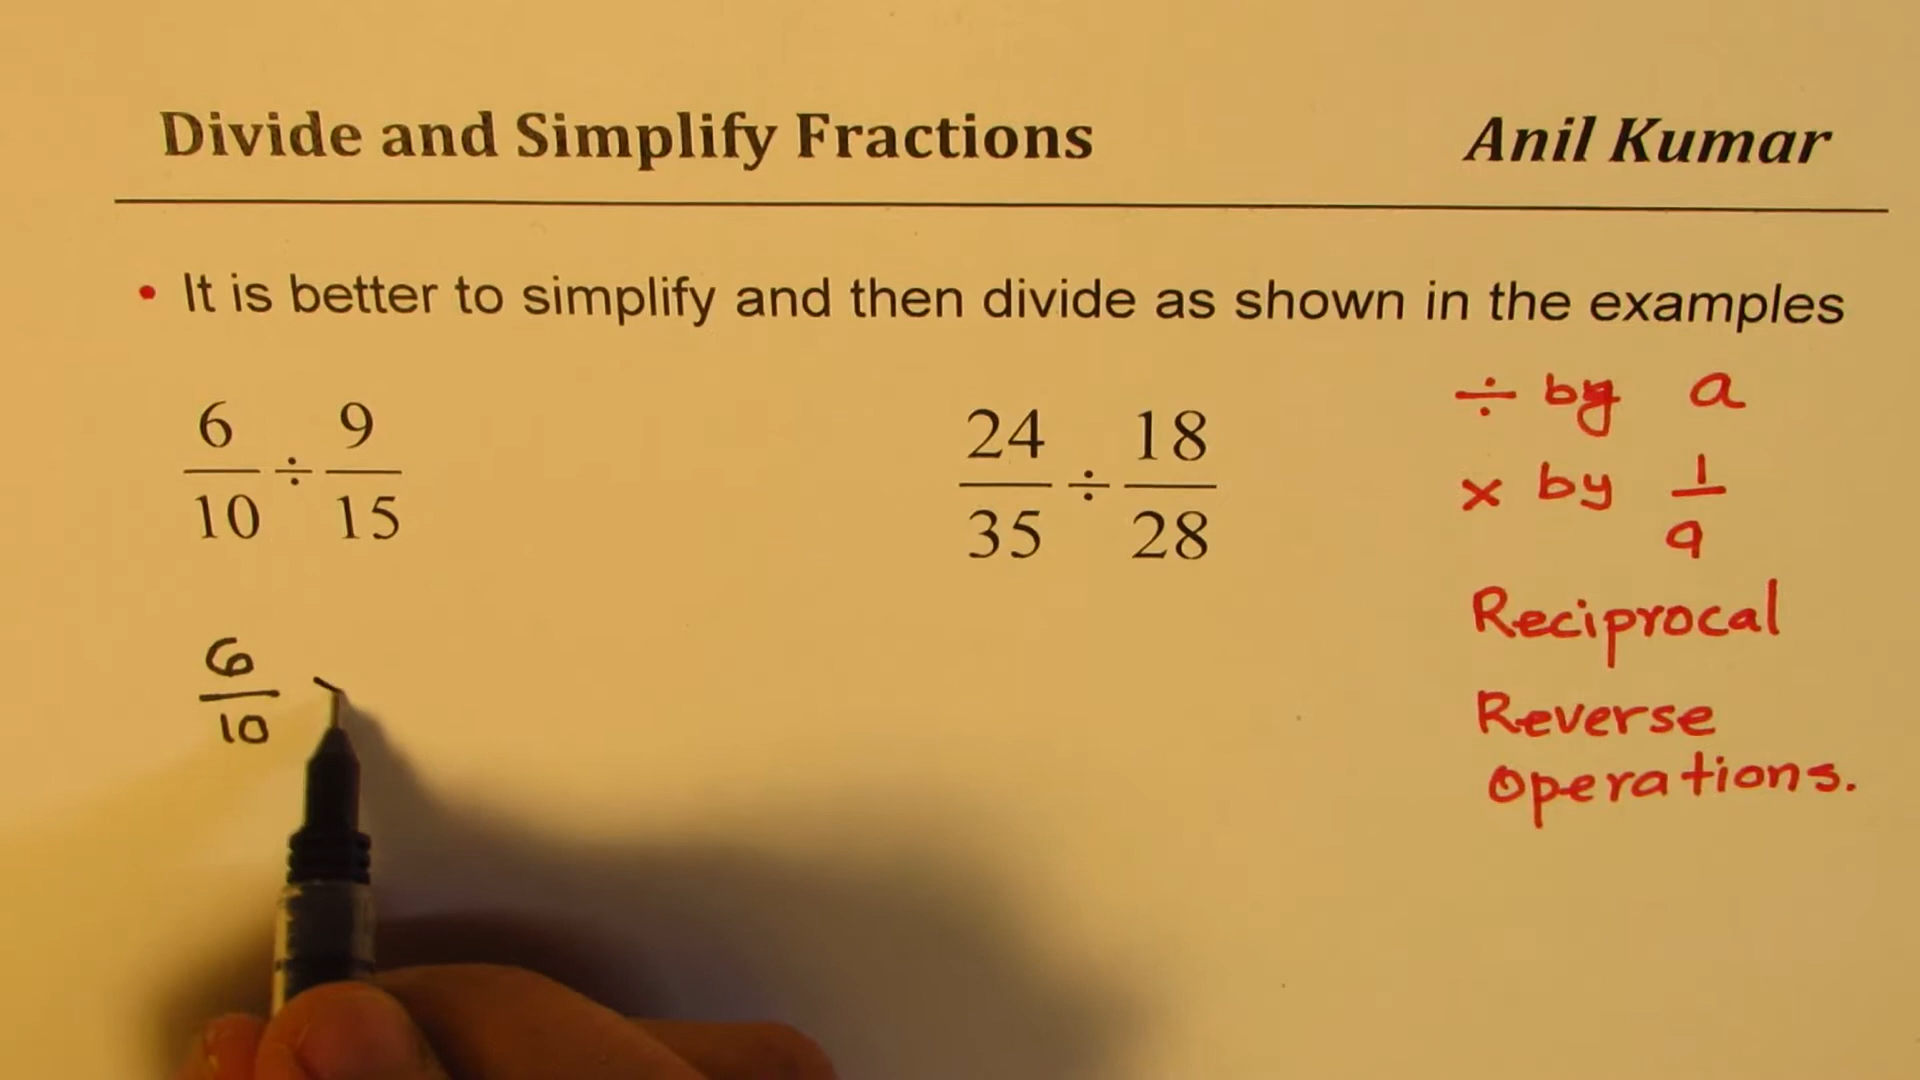 Divide and Simplify Fractions Anil Kumar
• It is better to simplify and then divide as shown in the examples
6/10 ÷ 9/15
24/35 ÷ 18/28
÷ by a
× by 1/a
Reciprocal
Reverse
operations.
6/10